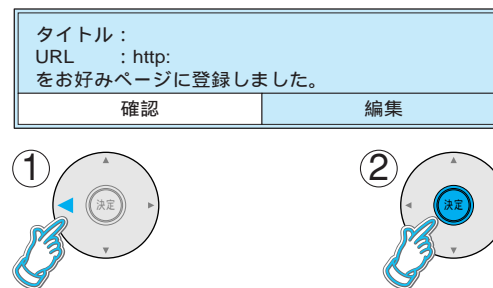 タイトル：
URL　　：http:
をお好みページに登録しました。
確認　編集
①　②
決定　決定